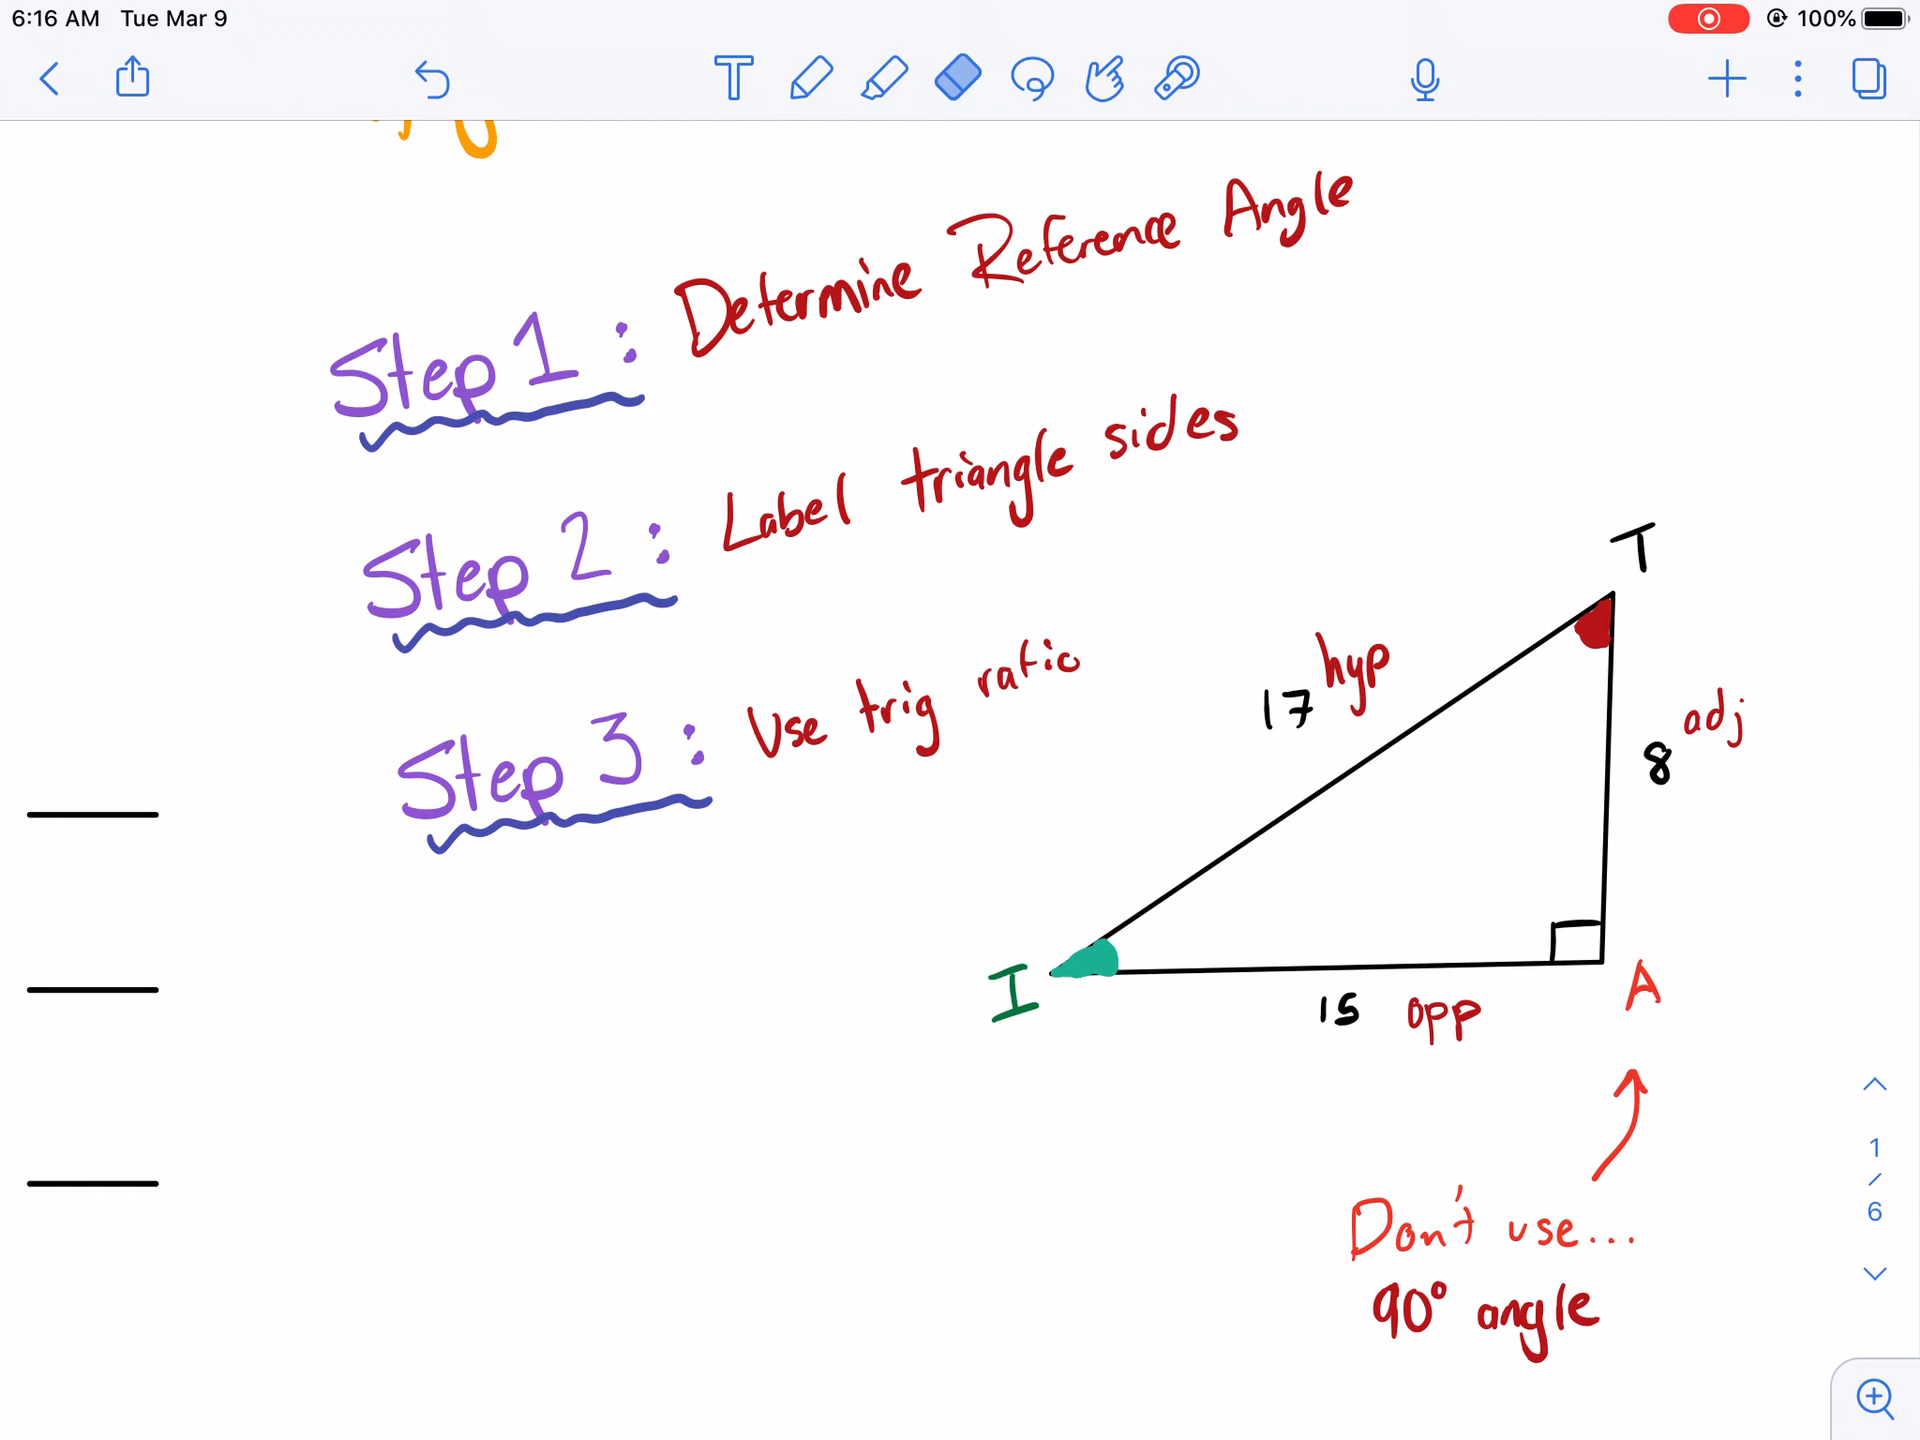 6:16 AM Tue Mar 9
100%
Step 1 : Determine Reference Angle
Step 2 : Label triangle sides
Step 3 : Use trig ratio
T
17 hyp
8 adj
I
15 opp
A
Don't use...
90° angle
1
/
6